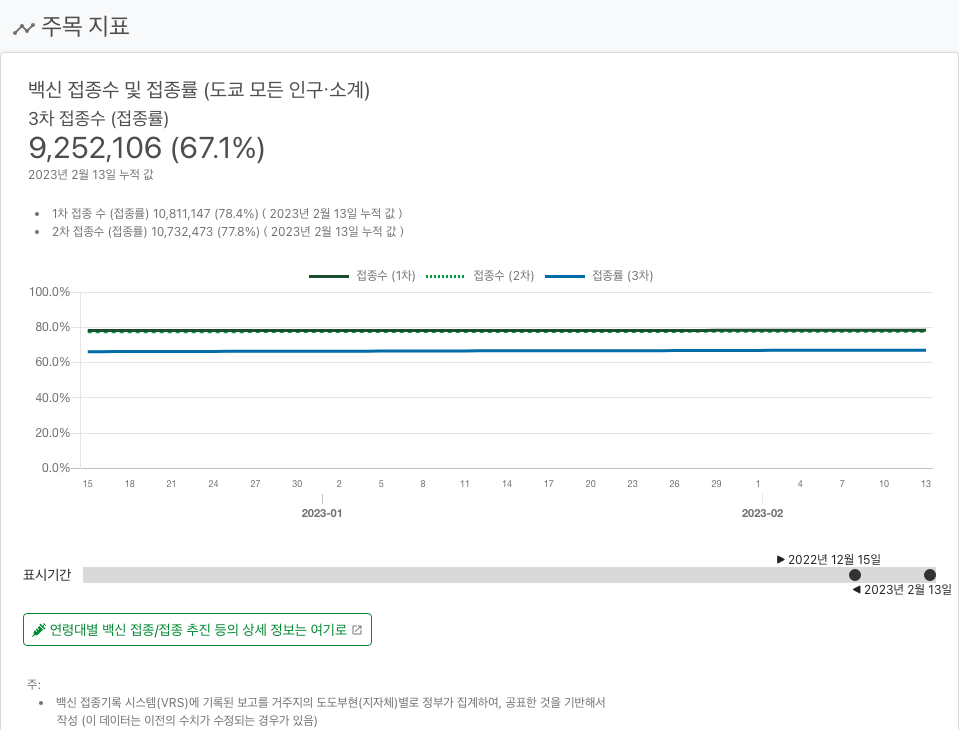 주목 지표
백신 접종수 및 접종률 (도쿄 모든 인구·소계)
3차 접종수 (접종률)
9,252,106 (67.1%)
2023년 2월 13일 누적 값
• 1차 접종 수 (접종률) 10,811,147 (78.4%) ( 2023년 2월 13일 누적 값 )
• 2차 접종수 (접종률) 10,732,473 (77.8%) ( 2023년 2월 13일 누적 값 )
접종수 (1차) 접종수 (2차) 접종률 (3차)
100.0%
80.0%
60.0%
40.0%
20.0%
0.0%
15 18 21 24 27 30 2 5 8 11 14 17 20 23 26 29 1 4 7 10 13
2023-01 2023-02
▶ 2022년 12월 15일
표시기간
◀ 2023년 2월 13일
연령대별 백신 접종/접종 추진 등의 상세 정보는 여기로
주:
• 백신 접종기록 시스템(VRS)에 기록된 보고를 거주지의 도도부현(지자체)별로 정부가 집계하여, 공표한 것을 기반해서
작성 (이 데이터는 이전의 수치가 수정되는 경우가 있음)